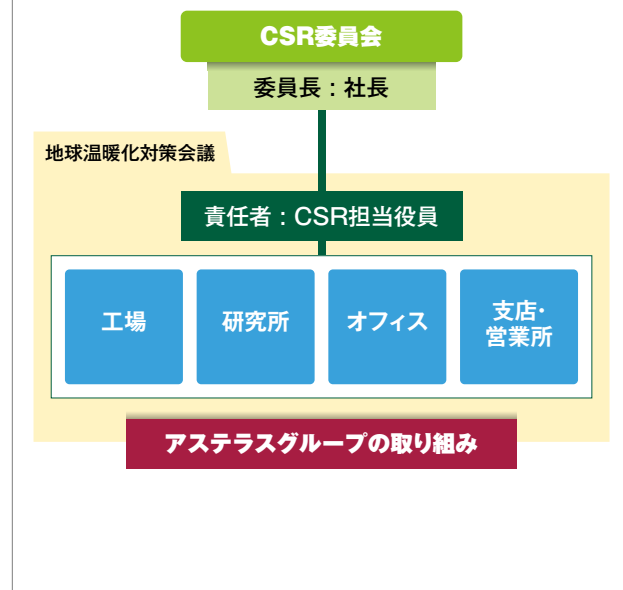 CSR委員会
委員長：社長
地球温暖化対策会議
責任者：CSR担当役員
工場
研究所
オフィス
支店・
営業所
アステラスグループの取り組み